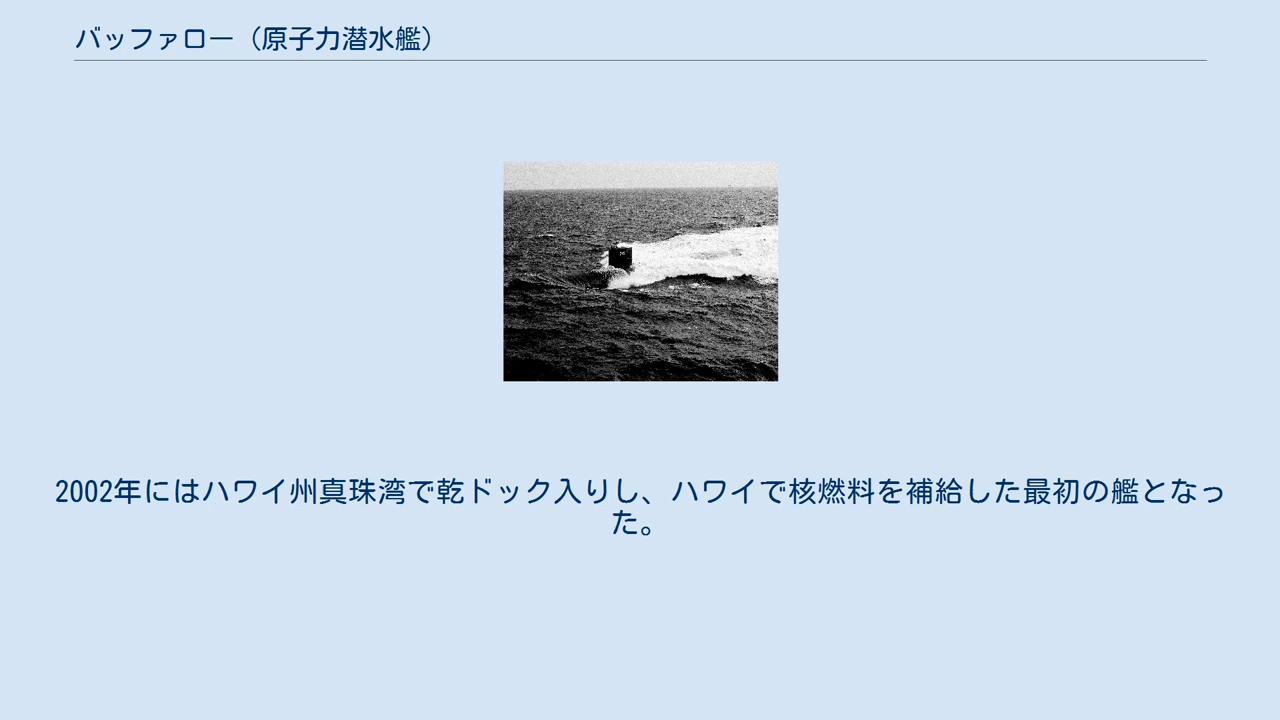 バッファロー（原子力潜水艦）
2002年にはハワイ州真珠湾で乾ドック入りし、ハワイで核燃料を補給した最初の艦となっ
た。